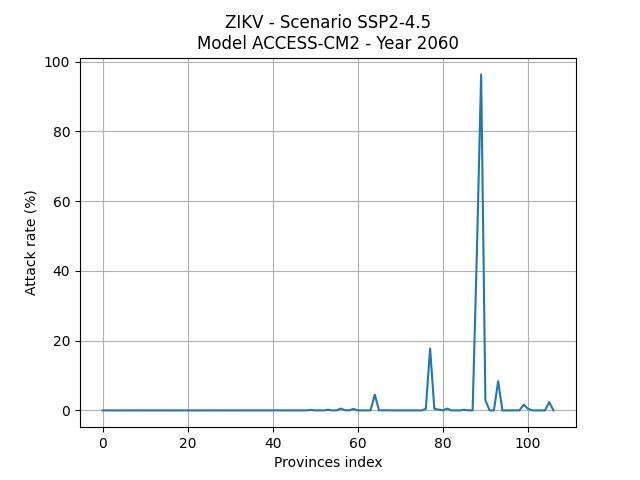 ZIKV - Scenario SSP2-4.5
Model ACCESS-CM2 - Year 2060
Attack rate (%)
100
80
60
40
20
0
0 20 40 60 80 100
Provinces index